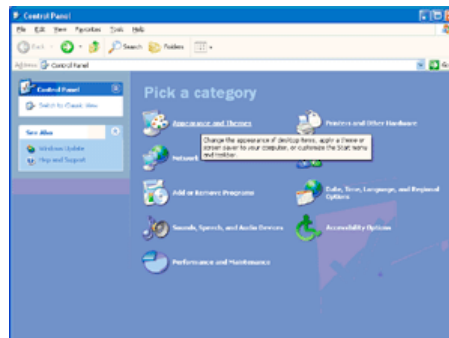 Control Panel
File Edit View Favorites Tools Help
Back Search Folders
Address Control Panel Go
Control Panel
Switch to Classic View
See Also
Windows Update
Help and Support
Pick a category
Appearance and Themes
Printers and Other Hardware
Change the appearance of desktop items, apply a theme or
screen saver to your computer, or customize the Start menu
and taskbar.
Network
Add or Remove Programs
Date, Time, Language, and Regional
Options
Sounds, Speech, and Audio Devices
Accessibility Options
Performance and Maintenance